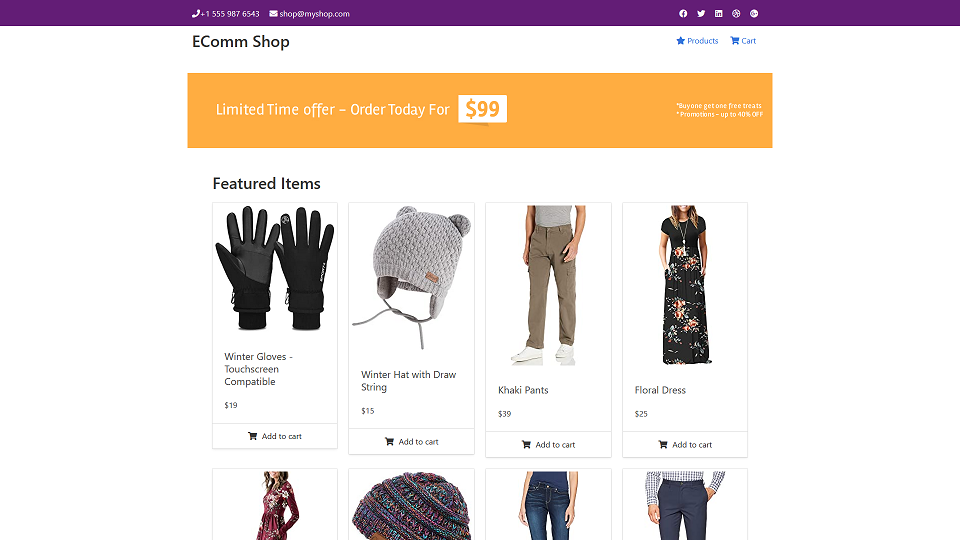 +1 555 987 6543 shop@myshop.com
EComm Shop
Products Cart
Limited Time offer – Order Today For $99
*Buy one get one free treats
* Promotions – up to 40% OFF
Featured Items
Winter Gloves -
Touchscreen
Compatible
$19
Add to cart
Winter Hat with Draw
String
$15
Add to cart
Khaki Pants
$39
Add to cart
Floral Dress
$25
Add to cart